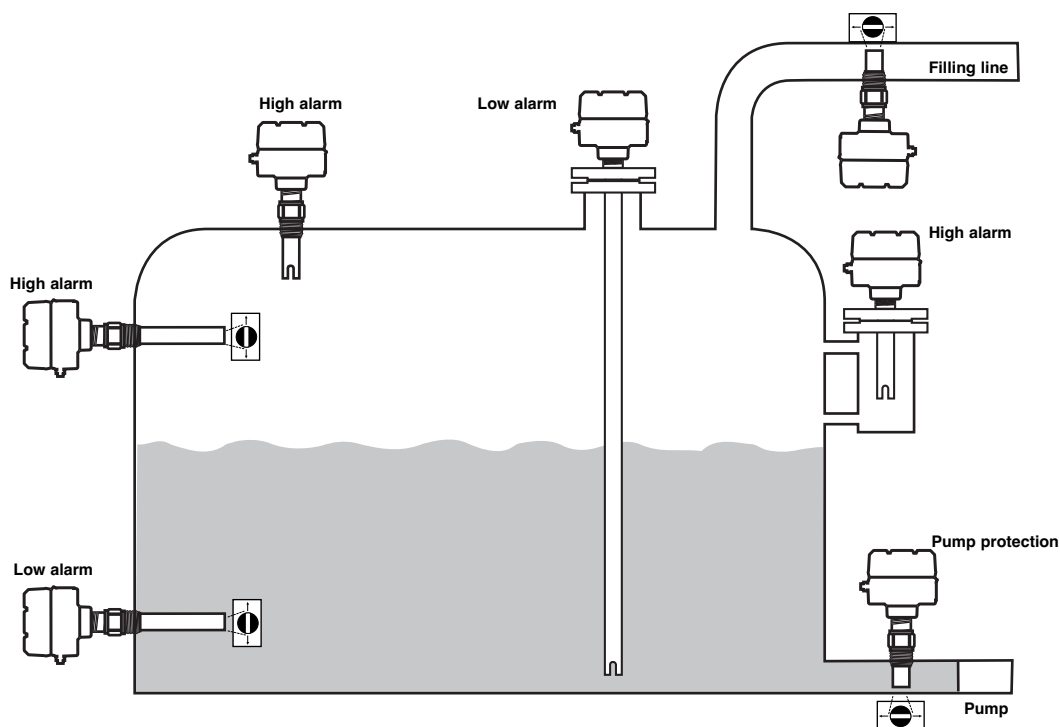 Filling line
High alarm
Low alarm
High alarm
High alarm
Pump protection
Low alarm
Pump